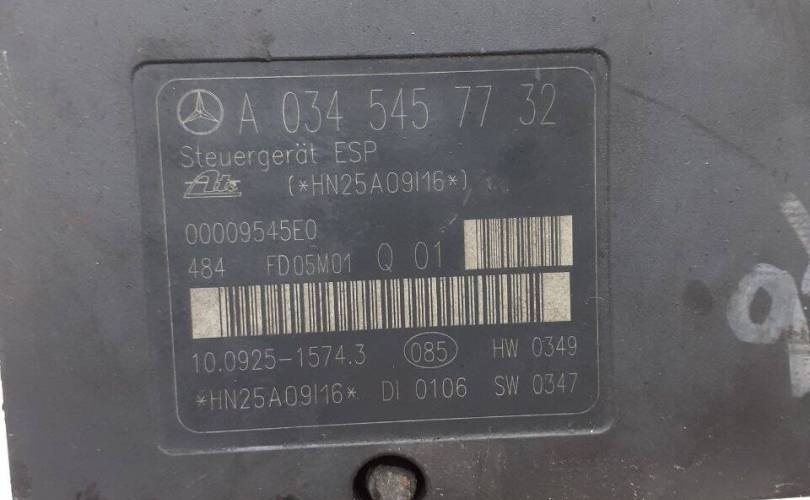 A 034 545 77 32
Steuergerät ESP
Ate (*HN25A09I16*)
00009545E0
484 FD05M01 Q 01
10.0925-1574.3 085 HW 0349
*HN25A09I16* DI 0106 SW 0347